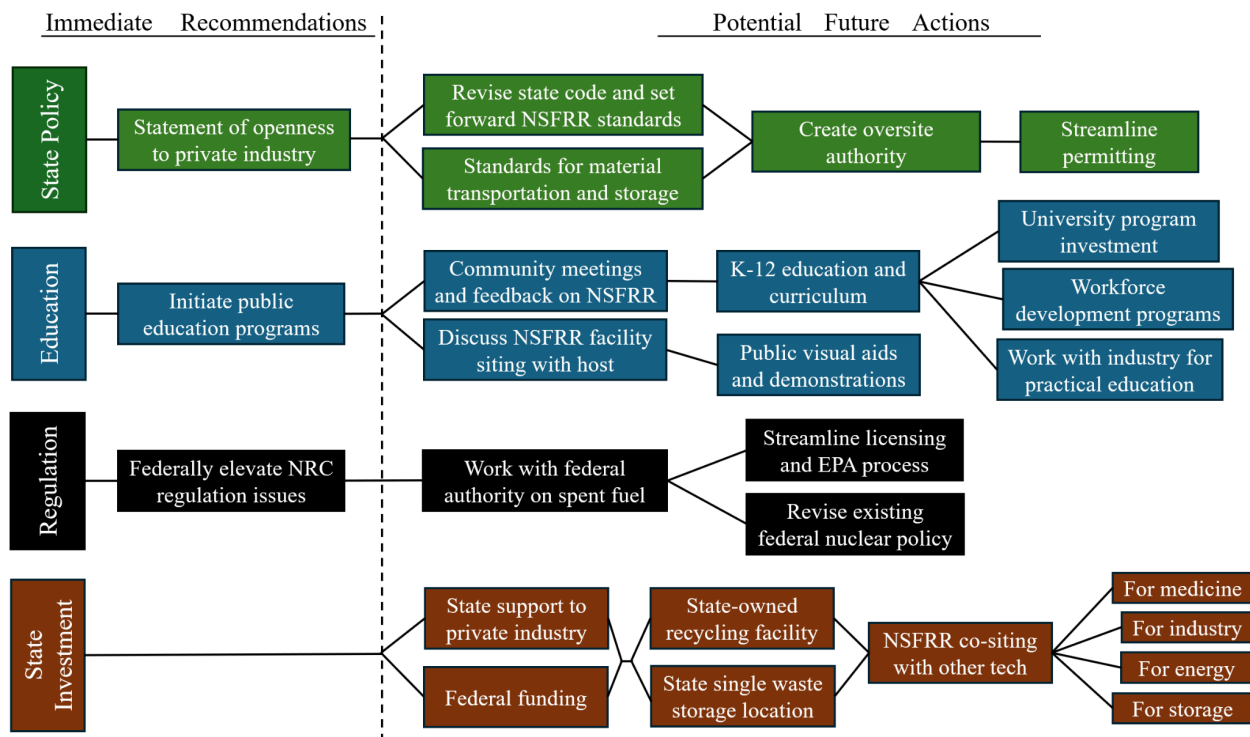 Immediate Recommendations
Potential Future Actions
State Policy
Statement of openness
to private industry
Revise state code and set
forward NSFRR standards
Standards for material
transportation and storage
Create oversite
authority
Streamline
permitting
Education
Initiate public
education programs
Community meetings
and feedback on NSFRR
Discuss NSFRR facility
siting with host
K-12 education and
curriculum
Public visual aids
and demonstrations
University program
investment
Workforce
development programs
Work with industry for
practical education
Regulation
Federally elevate NRC
regulation issues
Work with federal
authority on spent fuel
Streamline licensing
and EPA process
Revise existing
federal nuclear policy
State
Investment
State support to
private industry
Federal funding
State-owned
recycling facility
State single waste
storage location
NSFRR co-siting
with other tech
For medicine
For industry
For energy
For storage